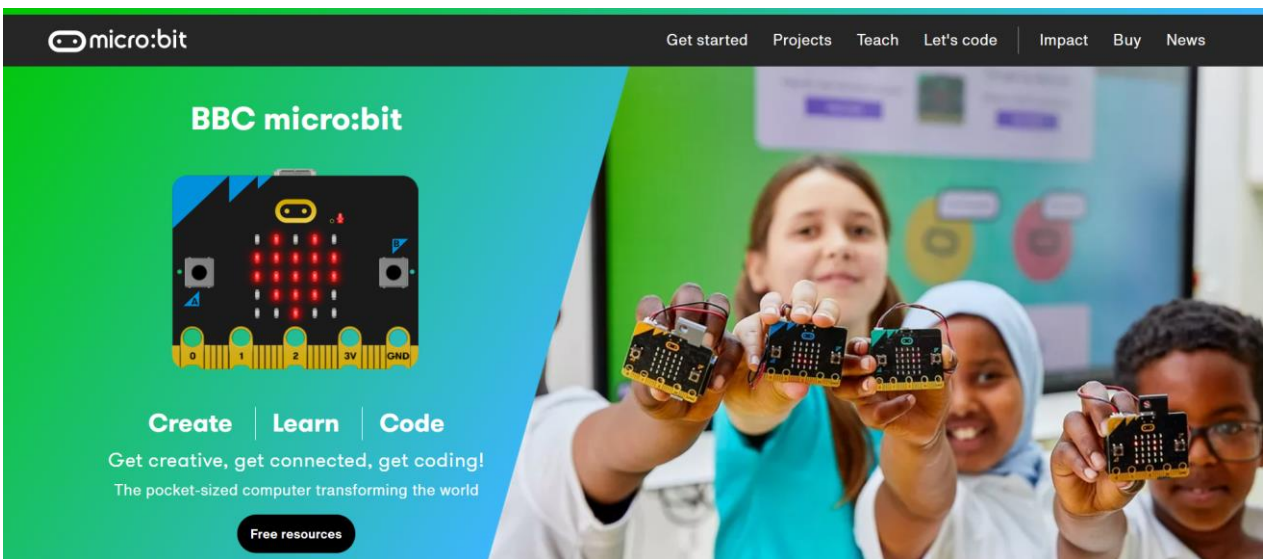 micro:bit
Get started Projects Teach Let's code Impact Buy News
BBC micro:bit
B
A
0 1 2 3V GND
Create Learn Code
Get creative, get connected, get coding!
The pocket-sized computer transforming the world
Free resources